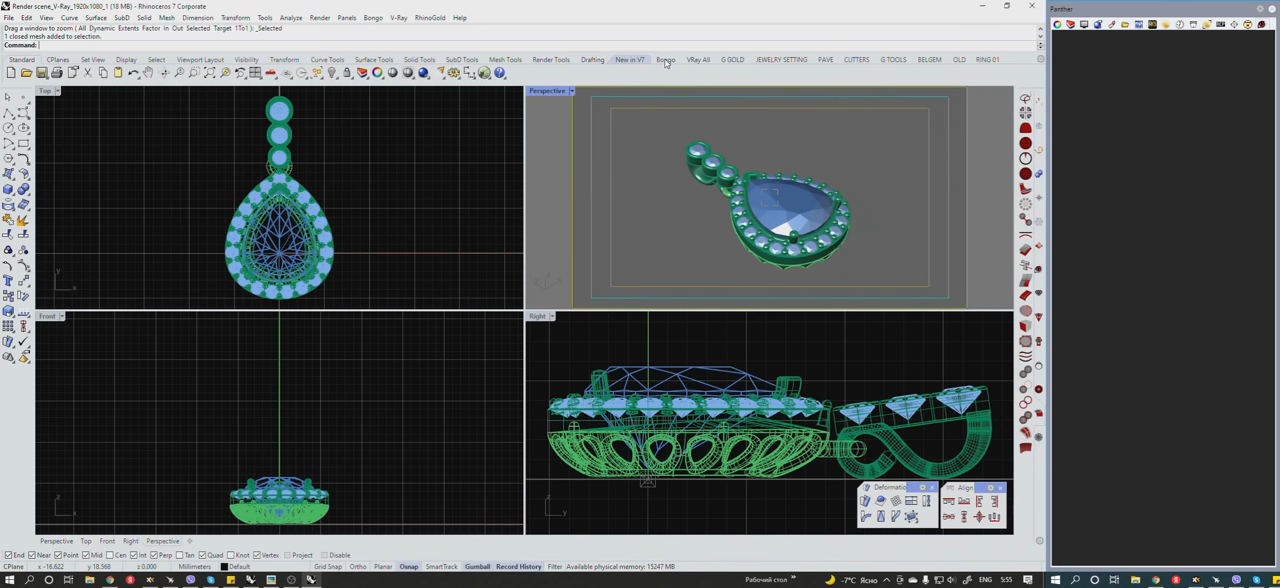 Render scene_V-Ray_1920x1080_1 (18 MB) - Rhinoceros 7 Corporate
Panther
File Edit View Curve Surface SubD Solid Mesh Dimension Transform Tools Analyze Render Panels Bongo V-Ray RhinoGold Help
Drag a window to zoom ( All Dynamic Extents Factor In Out Selected Target 1To1 ): _Selected
1 closed mesh added to selection.
Command:
Standard CPlanes Set View Display Select Viewport Layout Visibility Transform Curve Tools Surface Tools Solid Tools SubD Tools Mesh Tools Render Tools Drafting New in V7 Bongo VRay All G GOLD JEWELRY SETTING PAVE CUTTERS G TOOLS BELGEM OLD RING 01
Top
Perspective
y
x
Front
Right
Deformatio
Align
z
x
z
y
Perspective Top Front Right Perspective
End Near Point Mid Cen Int Perp Tan Quad Knot Vertex Project Disable
CPlane x -16.622 y 18.568 z 0.000 Millimeters Default Grid Snap Ortho Planar Osnap SmartTrack Gumball Record History Filter Available physical memory: 15247 MB
Рабочий стол -7°C Ясно ENG 5:55